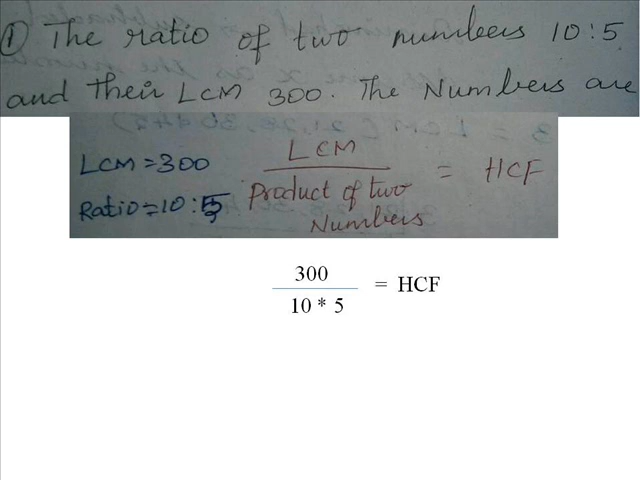 ① The ratio of two numbers 10:5
and their LCM 300. The Numbers are
LCM=300
Ratio=10:5
LCM
Product of two
Numbers
= HCF
300
10 * 5
= HCF